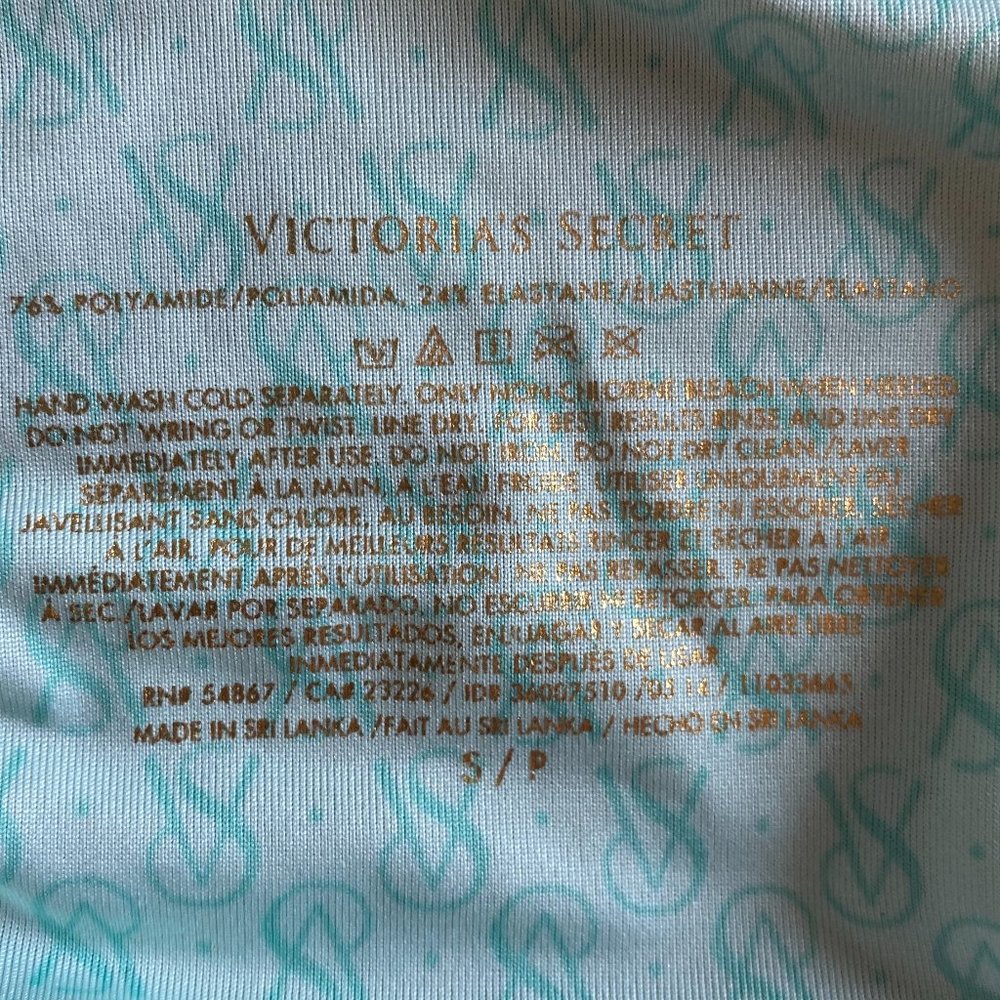 VICTORIA'S SECRET
76% POLYAMIDE/POLIAMIDA, 24% ELASTANE/ÉLASTHANNE/ELASTANO
HAND WASH COLD SEPARATELY. ONLY NON-CHLORINE BLEACH WHEN NEEDED
DO NOT WRING OR TWIST. LINE DRY. FOR BEST RESULTS RINSE AND LINE DRY
IMMEDIATELY AFTER USE. DO NOT IRON. DO NOT DRY CLEAN./LAVER
SÉPARÉMENT À LA MAIN, À L'EAU FROIDE. UTILISER UNIQUEMENT DU
JAVELLISANT SANS CHLORE, AU BESOIN. NE PAS TORDRE NI ESSORER. SÉCHER
À L'AIR. POUR DE MEILLEURS RÉSULTATS RINCER ET SÉCHER À L'AIR
IMMÉDIATEMENT APRÈS L'UTILISATION. NE PAS REPASSER. NE PAS NETTOYER
À SEC./LAVAR POR SEPARADO. NO ESCURRIR NI RETORCER. PARA OBTENER
LOS MEJORES RESULTADOS, ENJUAGAR Y SECAR AL AIRE LIBRE
INMEDIATAMENTE DESPUÉS DE USAR
RN# 54867 / CA# 23226 / ID# 36007510 / 11033665
MADE IN SRI LANKA /FAIT AU SRI LANKA / HECHO EN SRI LANKA
S / P